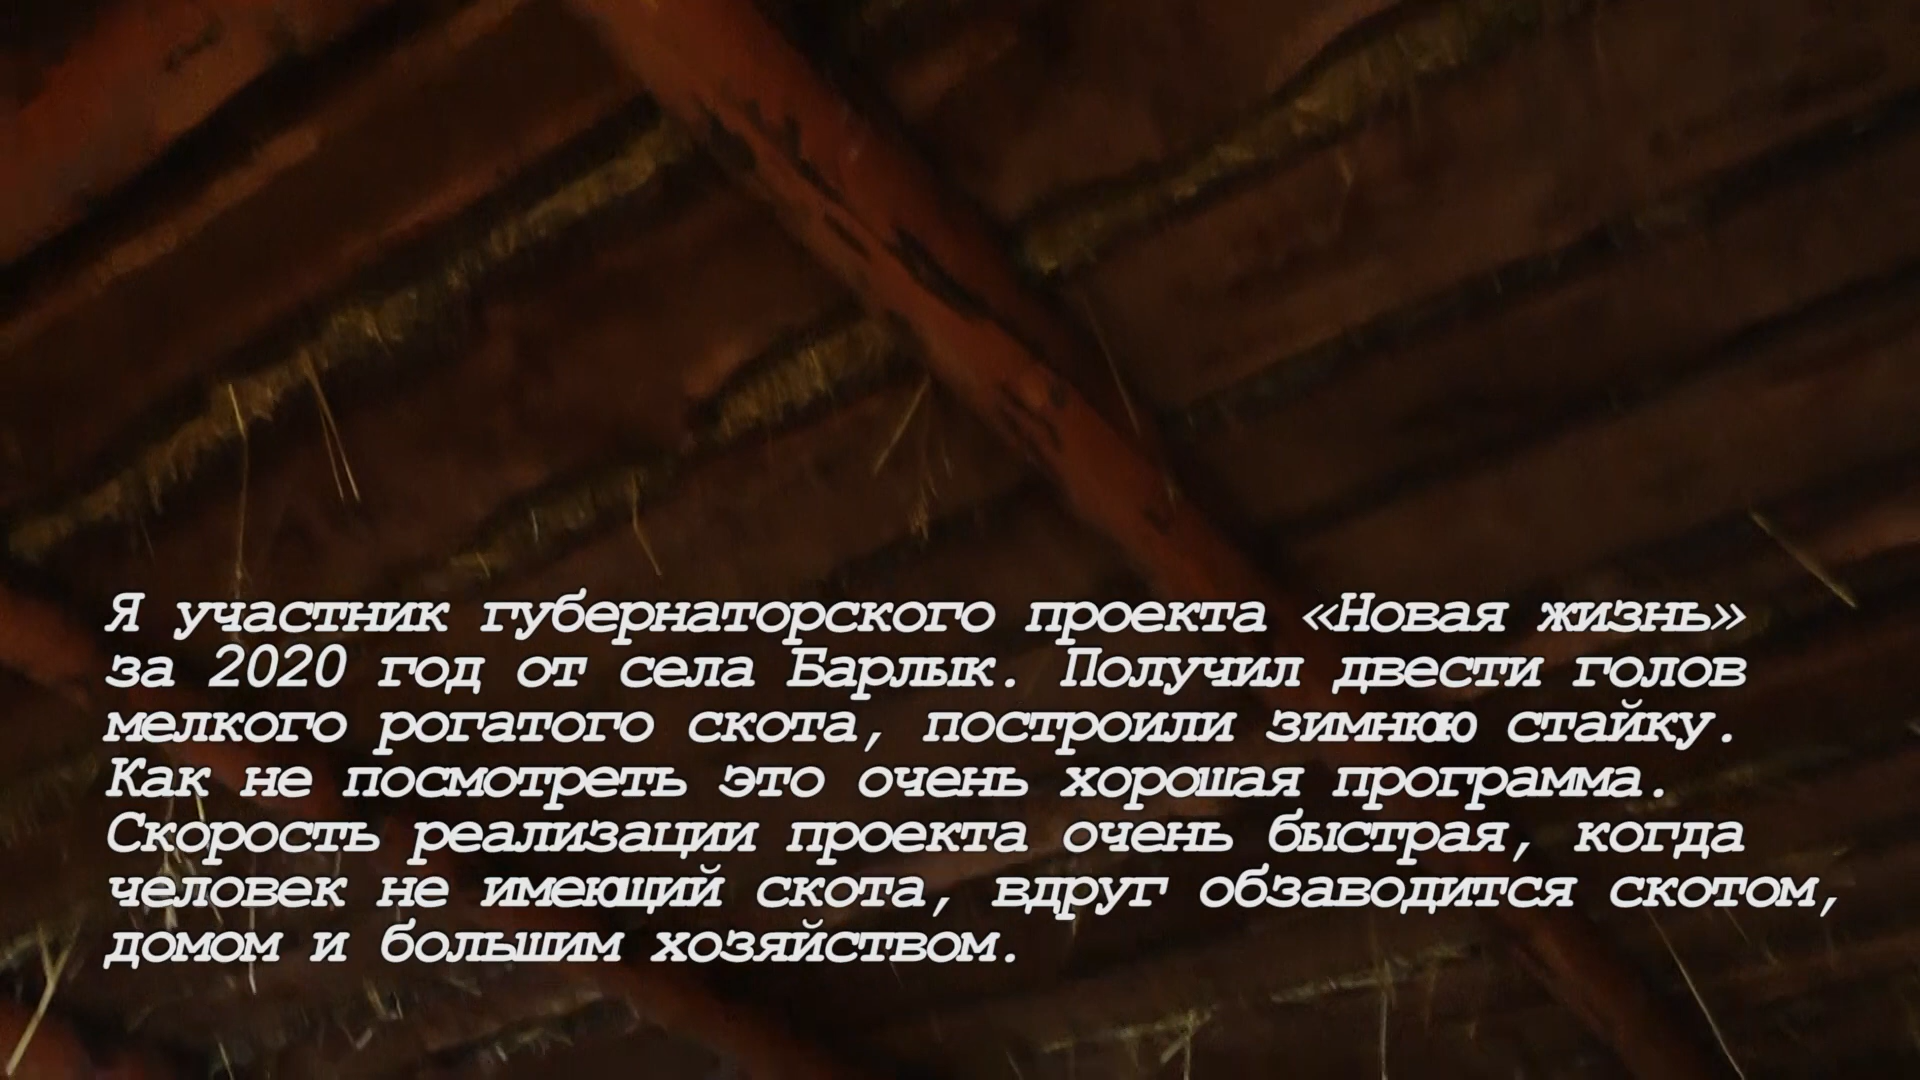 Я участник губернаторского проекта «Новая жизнь»
за 2020 год от села Барлык. Получил двести голов
мелкого рогатого скота, построили зимнюю стайку.
Как не посмотреть это очень хорошая программа.
Скорость реализации проекта очень быстрая, когда
человек не имеющий скота, вдруг обзаводится скотом,
домом и большим хозяйством.